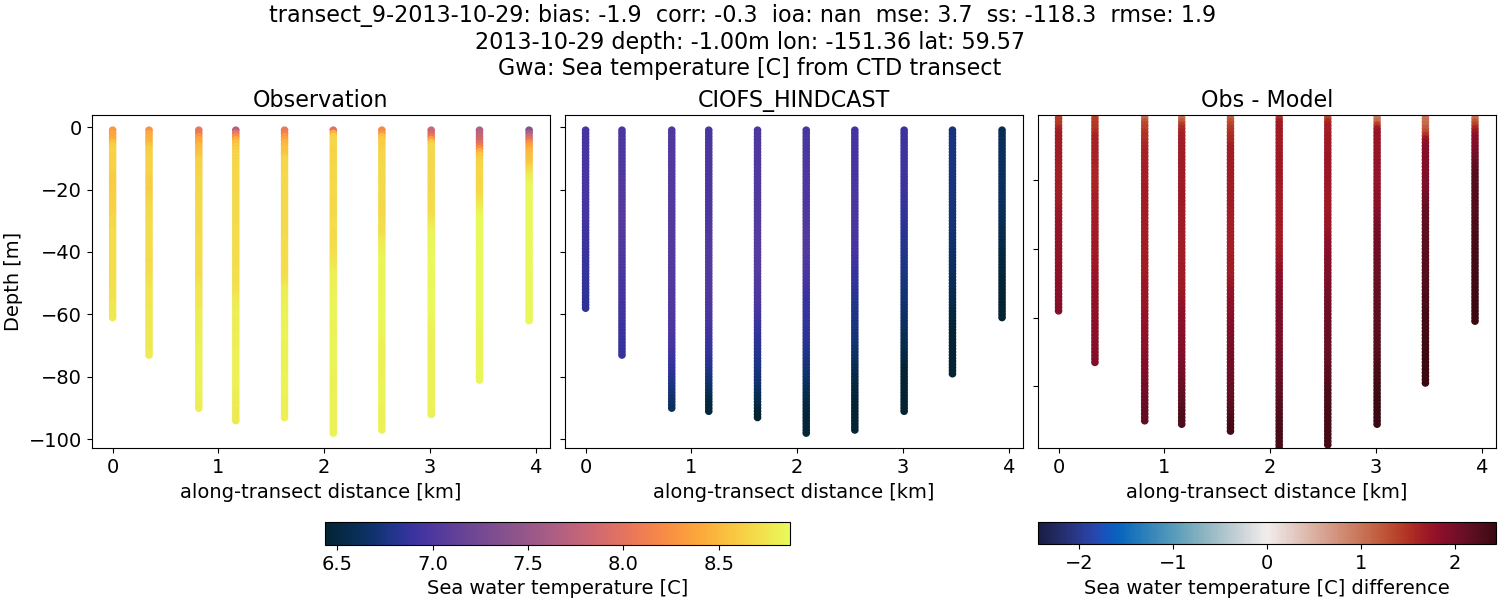 transect_9-2013-10-29: bias: -1.9  corr: -0.3  ioa: nan  mse: 3.7  ss: -118.3  rmse: 1.9
2013-10-29 depth: -1.00m lon: -151.36 lat: 59.57
Gwa: Sea temperature [C] from CTD transect
Observation
CIOFS_HINDCAST
Obs - Model
Depth [m]
0
−20
−40
−60
−80
−100
0 1 2 3 4
0 1 2 3 4
0 1 2 3 4
along-transect distance [km]
along-transect distance [km]
along-transect distance [km]
6.5 7.0 7.5 8.0 8.5
Sea water temperature [C]
−2 −1 0 1 2
Sea water temperature [C] difference